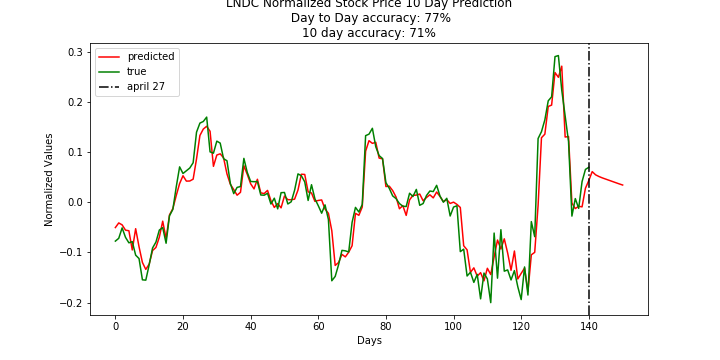 LNDC Normalized Stock Price 10 Day Prediction
Day to Day accuracy: 77%
10 day accuracy: 71%
predicted
true
april 27
Normalized Values
0.3
0.2
0.1
0.0
−0.1
−0.2
0 20 40 60 80 100 120 140
Days